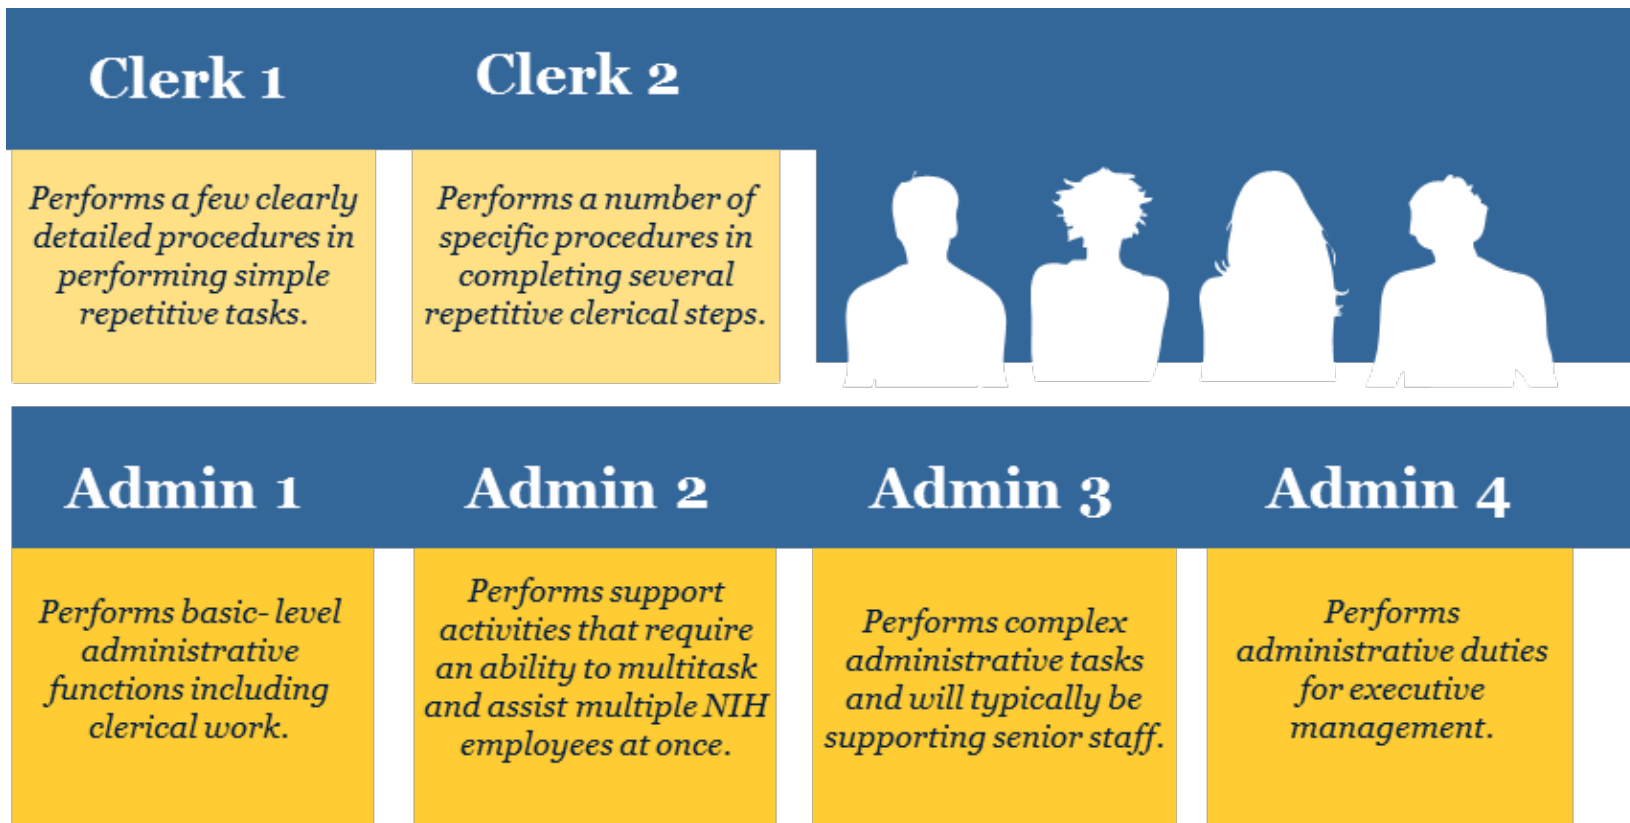 Clerk 1
Clerk 2
Performs a few clearly
detailed procedures in
performing simple
repetitive tasks.
Performs a number of
specific procedures in
completing several
repetitive clerical steps.
Admin 1
Admin 2
Admin 3
Admin 4
Performs basic- level
administrative
functions including
clerical work.
Performs support
activities that require
an ability to multitask
and assist multiple NIH
employees at once.
Performs complex
administrative tasks
and will typically be
supporting senior staff.
Performs
administrative duties
for executive
management.